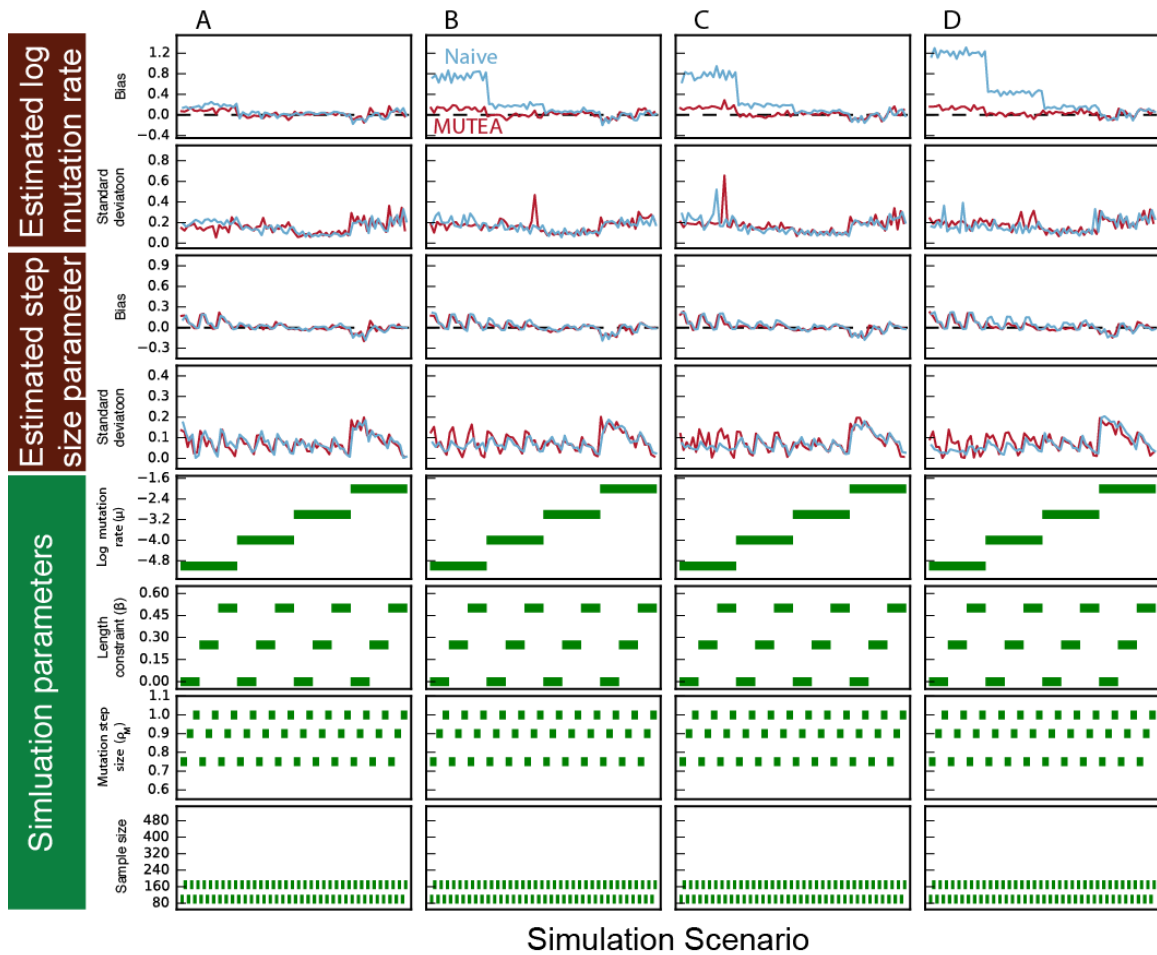 A B C D
Estimated log
mutation rate
Bias
1.2
0.8
0.4
0.0
−0.4
Naive
MUTEA
Standard
deviatoon
0.8
0.6
0.4
0.2
0.0
Estimated step
size parameter
Bias
0.9
0.6
0.3
0.0
−0.3
Standard
deviatoon
0.4
0.3
0.2
0.1
0.0
Simluation parameters
Log mutation
rate (μ)
−1.6
−2.4
−3.2
−4.0
−4.8
Length
constraint (β)
0.60
0.45
0.30
0.15
0.00
Mutation step
size (ρM)
1.1
1.0
0.9
0.8
0.7
0.6
Sample size
480
400
320
240
160
80
Simulation Scenario